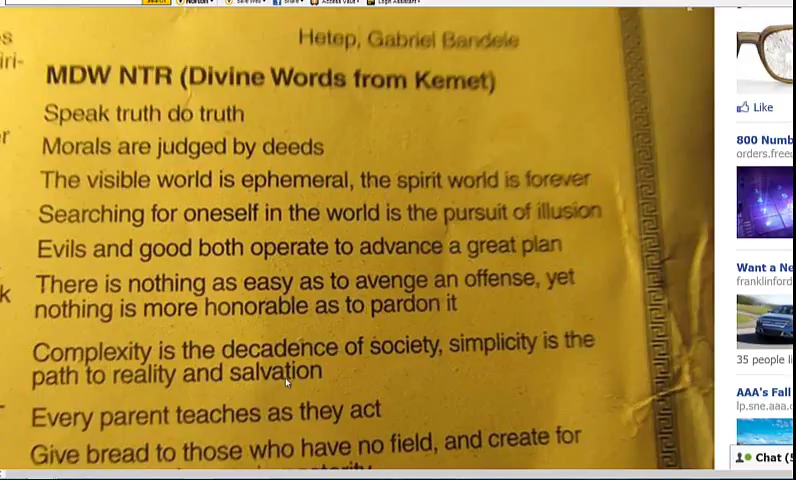 Hetep, Gabriel Bandele
MDW NTR (Divine Words from Kemet)
Speak truth do truth
Morals are judged by deeds
The visible world is ephemeral, the spirit world is forever
Searching for oneself in the world is the pursuit of illusion
Evils and good both operate to advance a great plan
There is nothing as easy as to avenge an offense, yet
nothing is more honorable as to pardon it
Complexity is the decadence of society, simplicity is the
path to reality and salvation
Every parent teaches as they act
Give bread to those who have no field, and create for
Like
800 Numb
orders.free
Want a Ne
franklinford
35 people li
AAA's Fall
lp.sne.aaa.
Chat (5